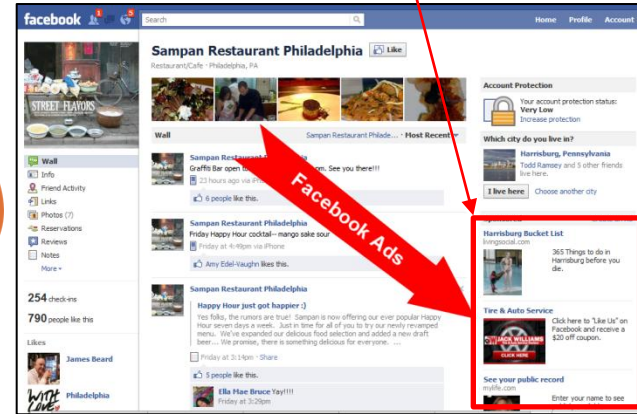 facebook
1
5
Search
Home Profile Account
STREET FLAVORS
Sampan Restaurant Philadelphia Like
Restaurant/Cafe · Philadelphia, PA
Wall
Sampan Restaurant Philade... · Most Recent
Wall
Info
Friend Activity
Links
Photos (7)
Reservations
Reviews
Notes
More
254 check-ins
790 people like this
Likes
James Beard
WITH LOVE
Philadelphia
Sampan Restaurant Philadelphia
Graffiti Bar open to om. See you there!!!
23 hours ago via iPh
6 people like this.
Sampan Restaurant Philadelphia
Friday Happy Hour cocktail-- mango sake sour
Friday at 4:49pm via iPhone
Amy Edel-Vaughn likes this.
Sampan Restaurant Philadelphia
Happy Hour just got happier :)
Yes folks, the rumors are true! Sampan is now offering our ever popular Happy
Hour seven days a week. Just in time for all of you to try our newly revamped
menu. We've expanded our delicious food selection and added a new draft
beer... We promise, there is something delicious for everyone. ...
Friday at 3:14pm · Share
5 people like this.
Ella Mae Bruce Yay!!!!
Friday at 3:29pm
Facebook Ads
Account Protection
Your account protection status:
Very Low
Increase protection
Which city do you live in?
Harrisburg, Pennsylvania
Todd Ramsey and 5 other friends
live here.
I live here Choose another city
Harrisburg Bucket List
livingsocial.com
365 Things to do in
Harrisburg before you
die.
Tire & Auto Service
JACK WILLIAMS
CLICK HERE
Click here to "Like Us" on
Facebook and receive a
$20 off coupon.
See your public record
mylife.com
Enter your name to see